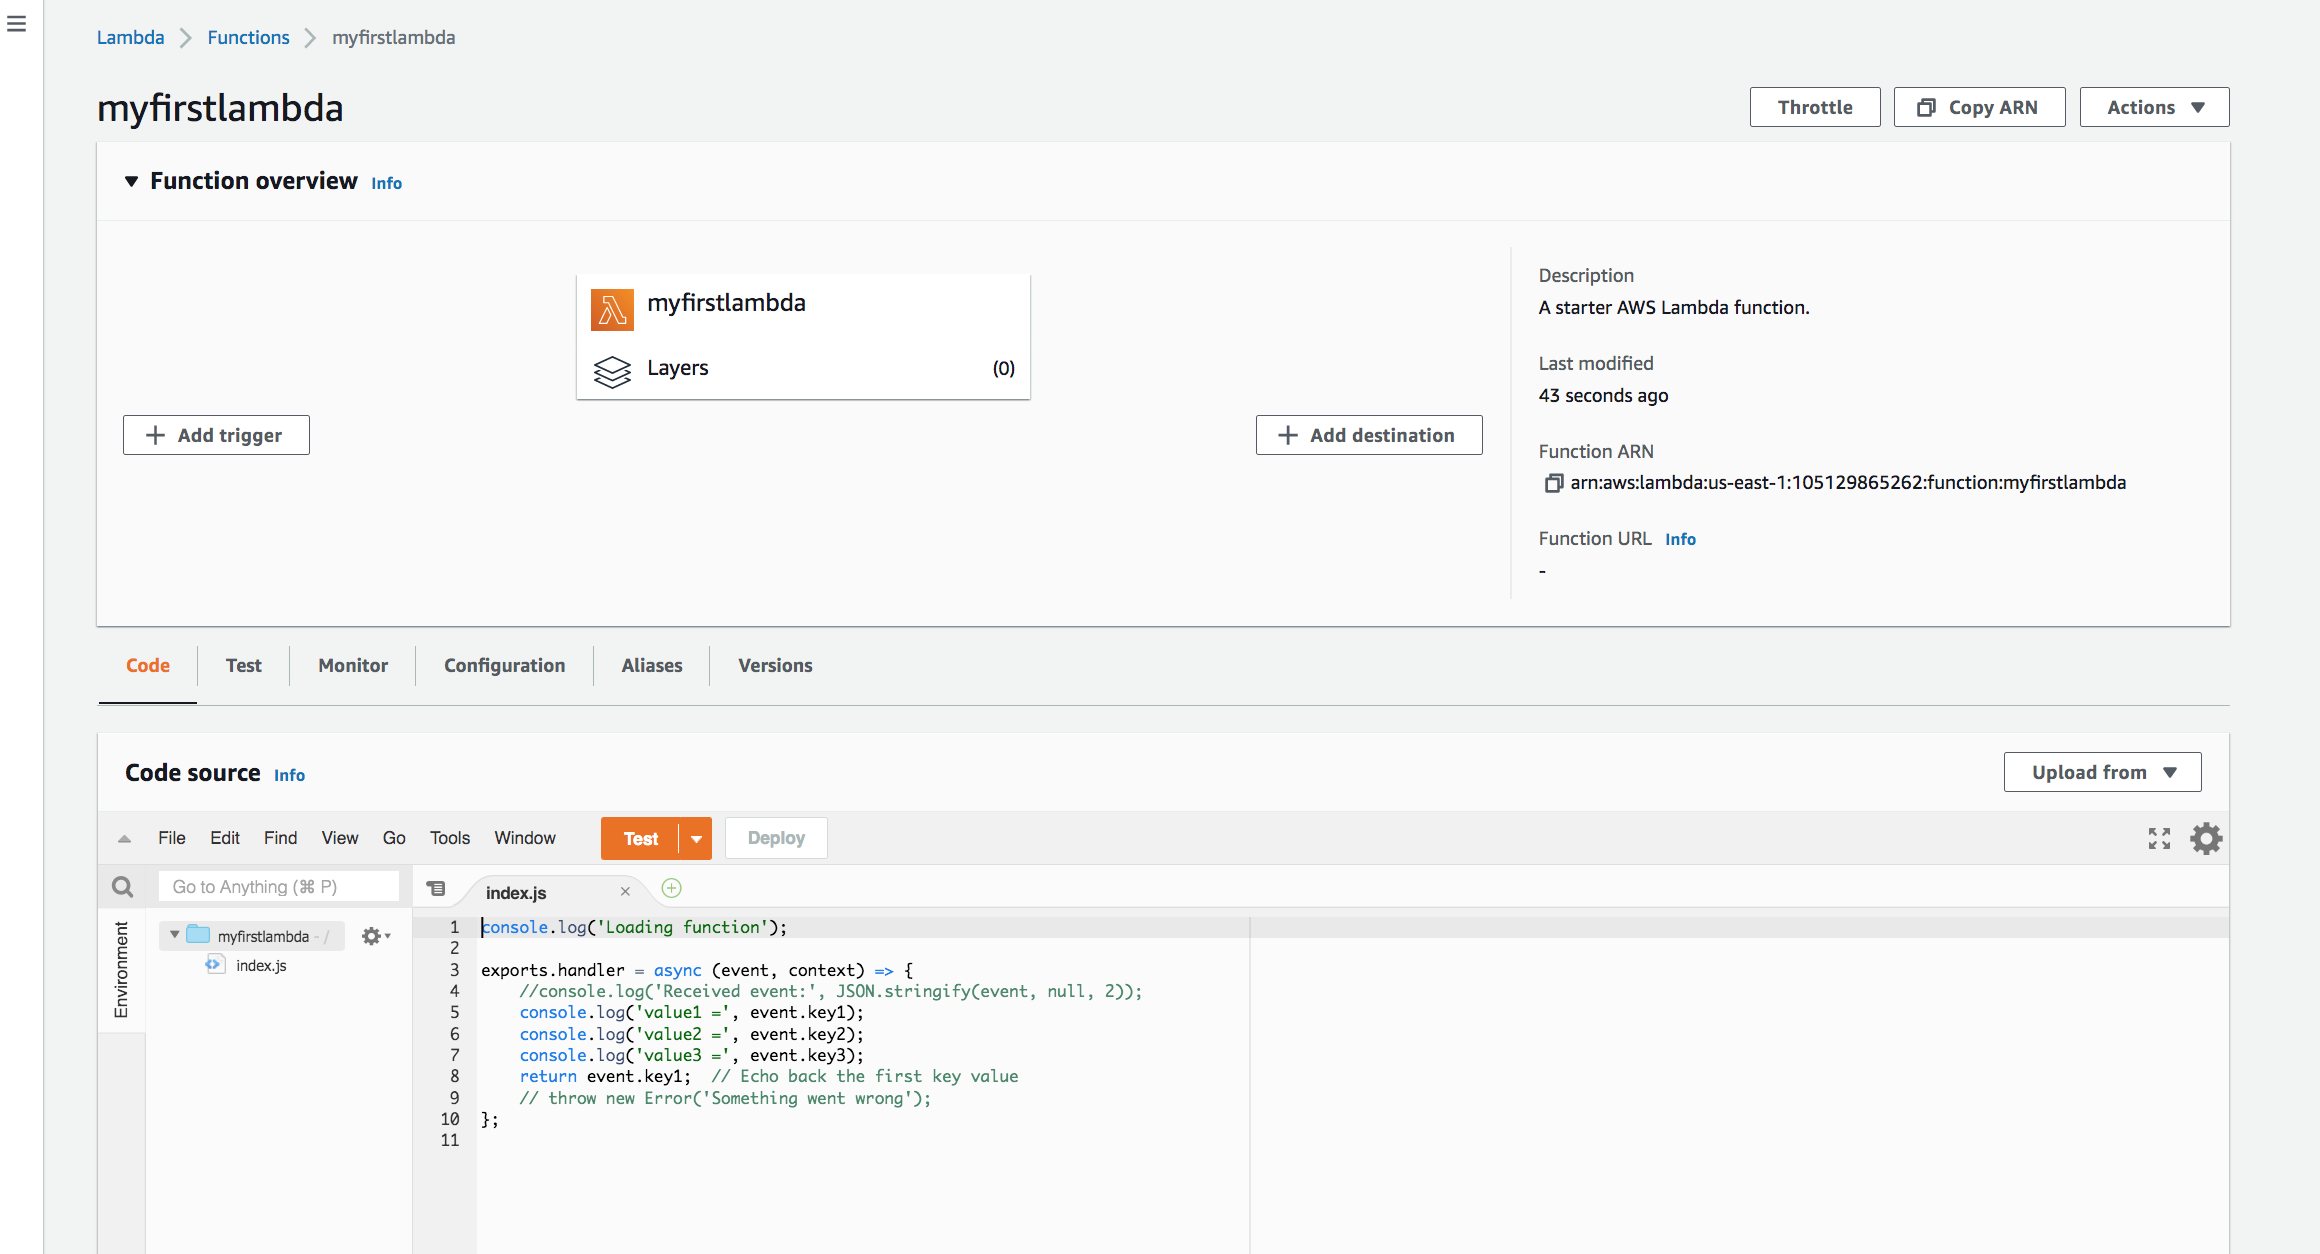 Lambda Functions myfirstlambda
myfirstlambda
Throttle Copy ARN Actions
Function overview Info
myfirstlambda
Layers (0)
Add trigger
Add destination
Description
A starter AWS Lambda function.
Last modified
43 seconds ago
Function ARN
arn:aws:lambda:us-east-1:105129865262:function:myfirstlambda
Function URL Info
-
Code Test Monitor Configuration Aliases Versions
Code source Info
Upload from
File Edit Find View Go Tools Window Test Deploy
Go to Anything (⌘ P)
index.js
Environment
myfirstlambda - /
index.js
1 console.log('Loading function');
2
3 exports.handler = async (event, context) => {
4 //console.log('Received event:', JSON.stringify(event, null, 2));
5 console.log('value1 =', event.key1);
6 console.log('value2 =', event.key2);
7 console.log('value3 =', event.key3);
8 return event.key1;  // Echo back the first key value
9 // throw new Error('Something went wrong');
10 };
11